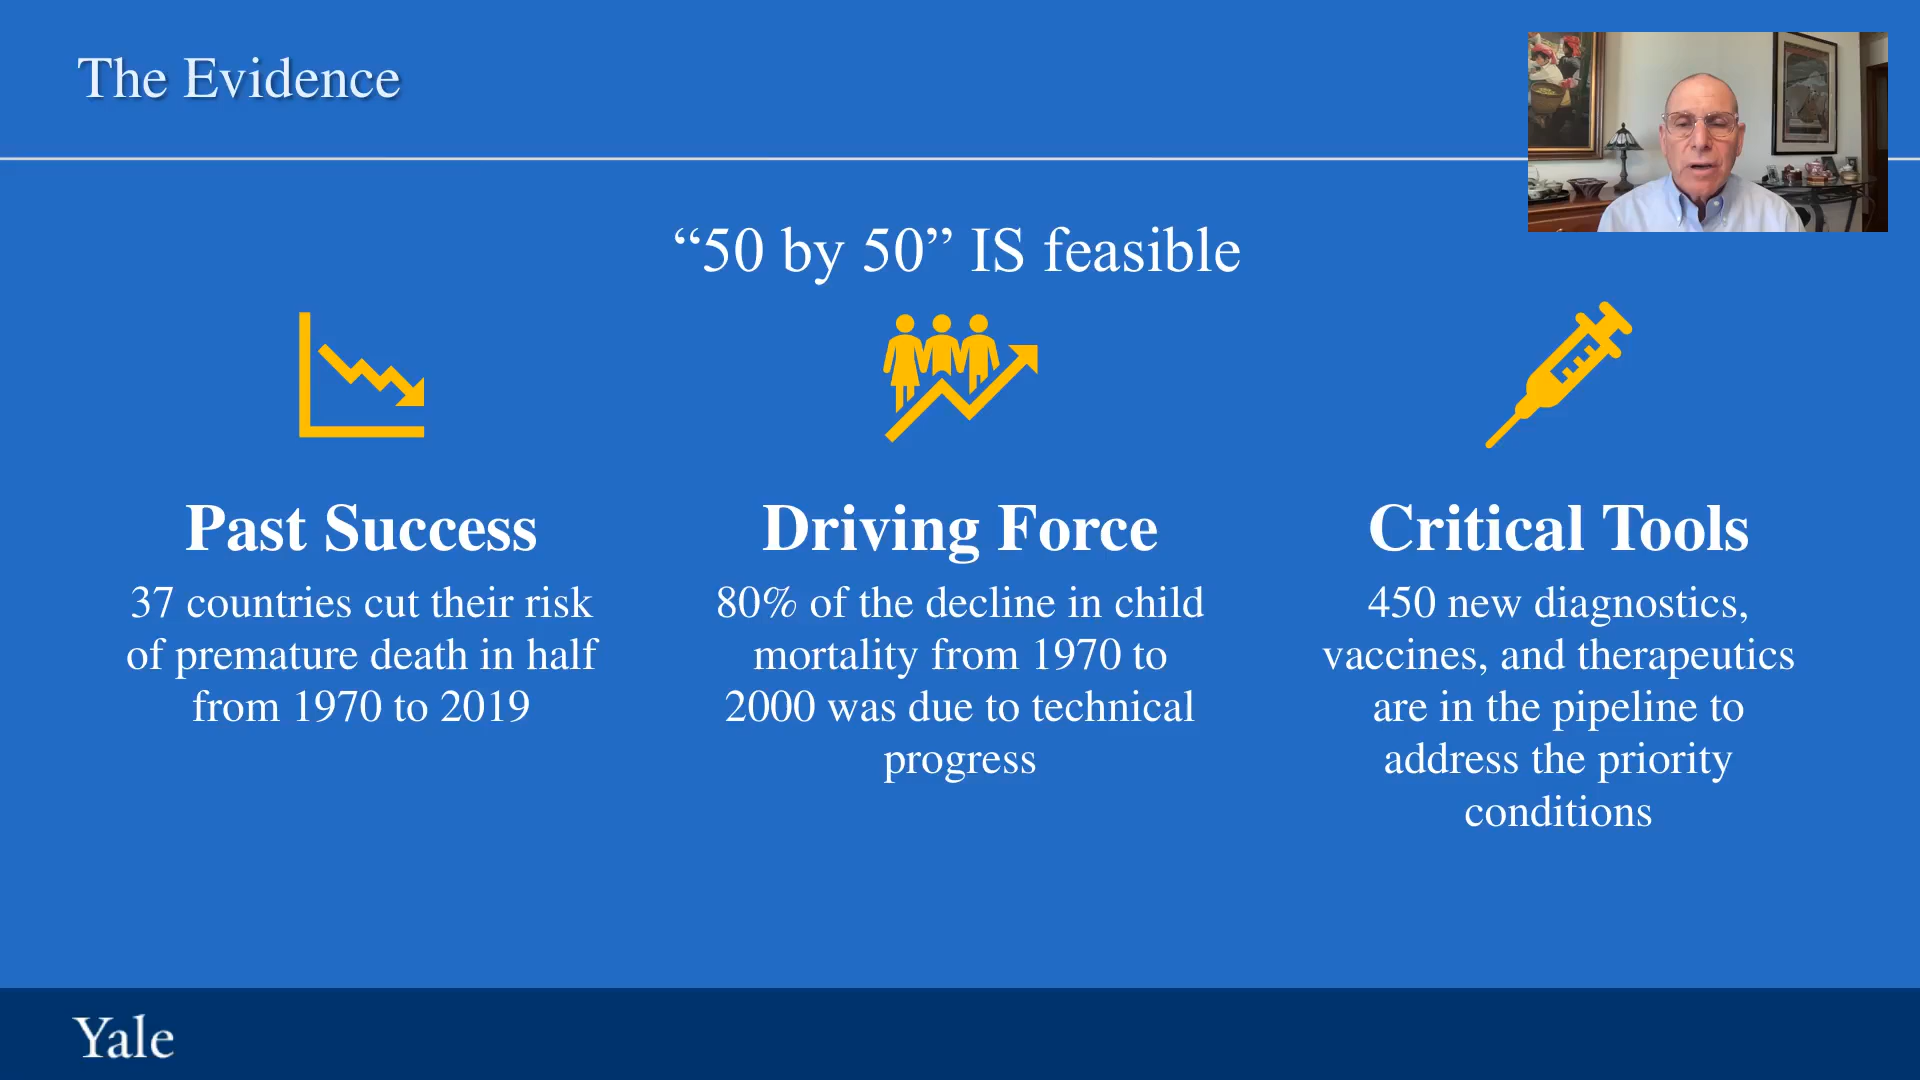 The Evidence
“50 by 50” IS feasible
Past Success
37 countries cut their risk
of premature death in half
from 1970 to 2019
Driving Force
80% of the decline in child
mortality from 1970 to
2000 was due to technical
progress
Critical Tools
450 new diagnostics,
vaccines, and therapeutics
are in the pipeline to
address the priority
conditions
Yale